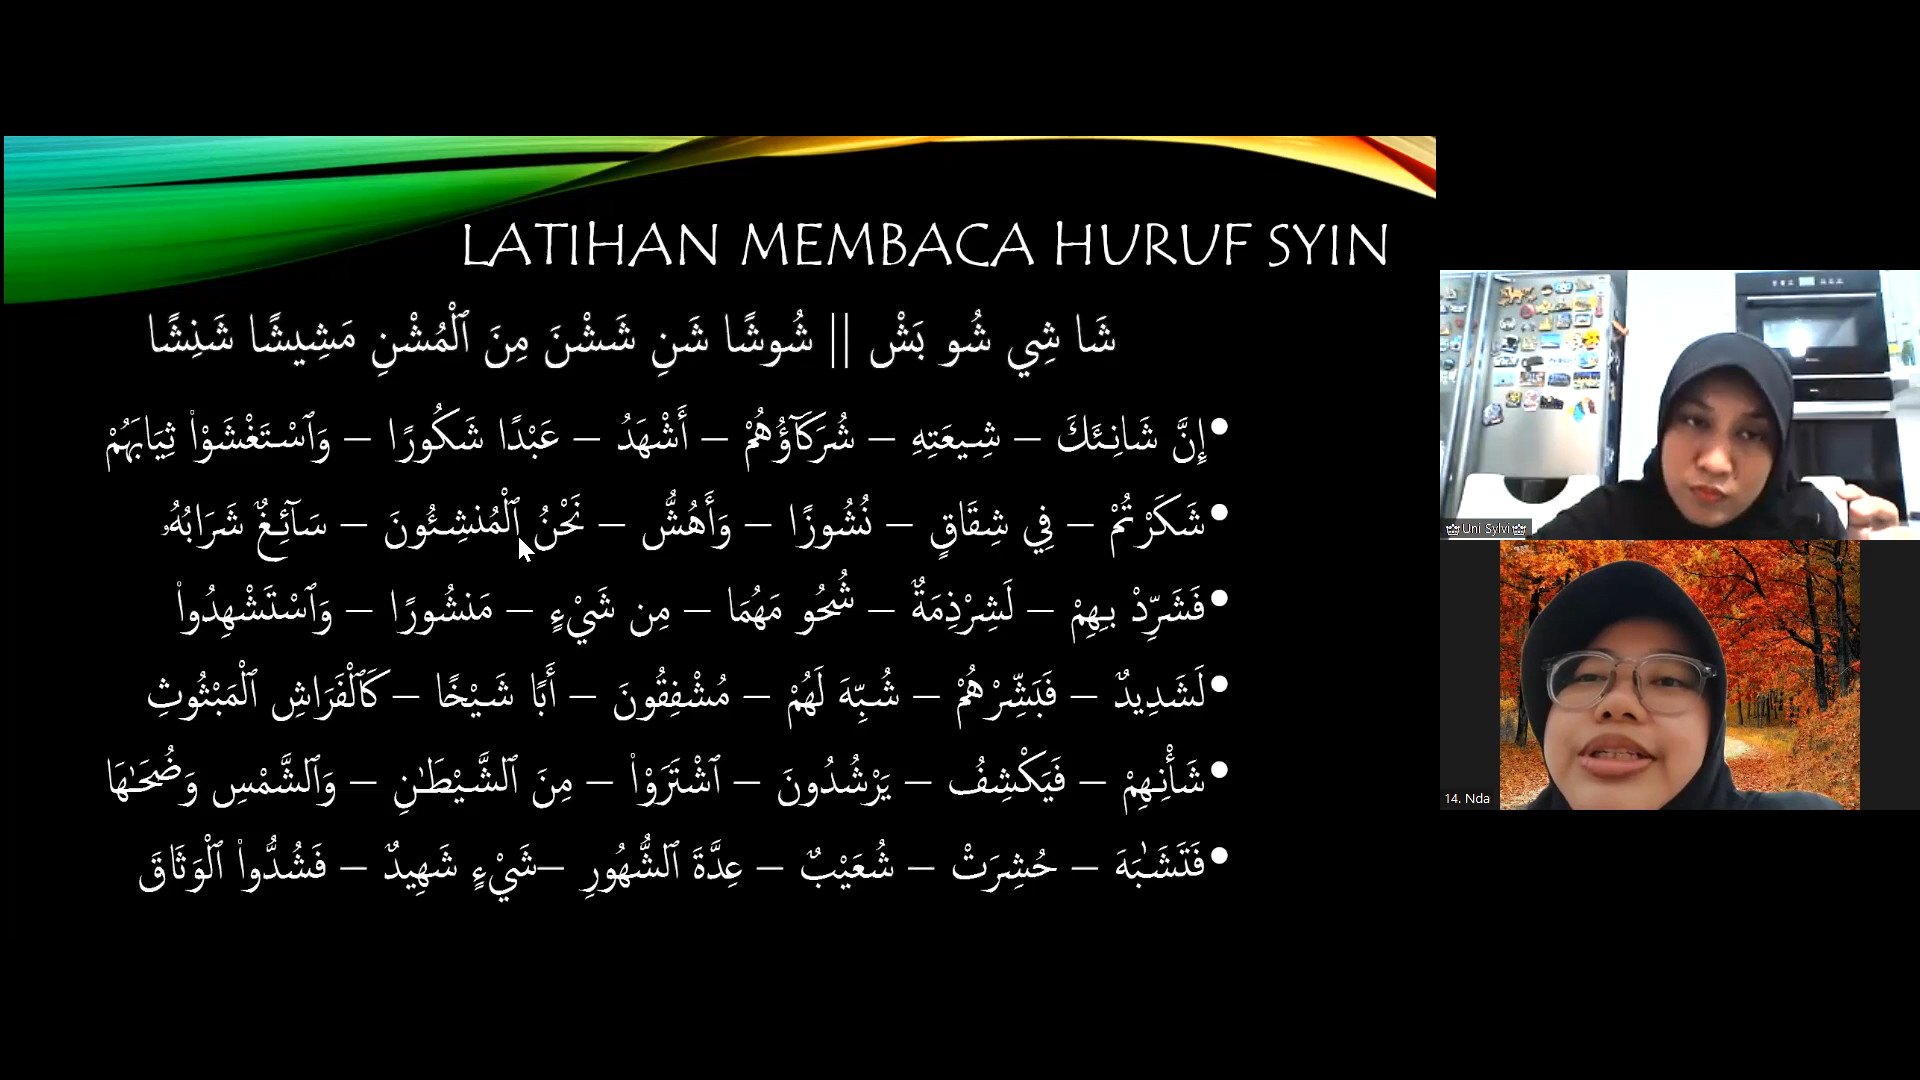 LATIHAN MEMBACA HURUF SYIN
شَا شِي شُو بَشْ || شُوشًا شَنِ شَشْنَ مِنَ ٱلْمُشْنِ مَشِيشًا شَنِشًا
• إِنَّ شَانِئَكَ – شِيعَتِهِ – شُرَكَآؤُهُمْ – أَشْهَدُ – عَبْدًا شَكُورًا – وَٱسْتَغْشَوْا۟ ثِيَابَهُمْ
• شَكَرْتُمْ – فِي شِقَاقٍ – نُشُوزًا – وَأَهُشُّ – نَحْنُ ٱلْمُنشِـُٔونَ – سَآئِغٌ شَرَابُهُۥ
• فَشَرِّدْ بِهِمْ – لَشِرْذِمَةٌ – شُحُو مَهُمَا – مِن شَيْءٍ – مَنشُورًا – وَٱسْتَشْهِدُوا۟
• لَشَدِيدٌ – فَبَشِّرْهُمْ – شُبِّهَ لَهُمْ – مُشْفِقُونَ – أَبًا شَيْخًا – كَٱلْفَرَاشِ ٱلْمَبْثُوثِ
• شَأْنِهِمْ – فَيَكْشِفُ – يَرْشُدُونَ – ٱشْتَرَوْا۟ – مِنَ ٱلشَّيْطَـٰنِ – وَٱلشَّمْسِ وَضُحَىٰهَا
• فَتَشَـٰبَهَ – حُشِرَتْ – شُعَيْبٌ – عِدَّةَ ٱلشُّهُورِ –شَيْءٍ شَهِيدٌ – فَشُدُّوا۟ ٱلْوَثَاقَ
Uni Sylvi
14. Nda